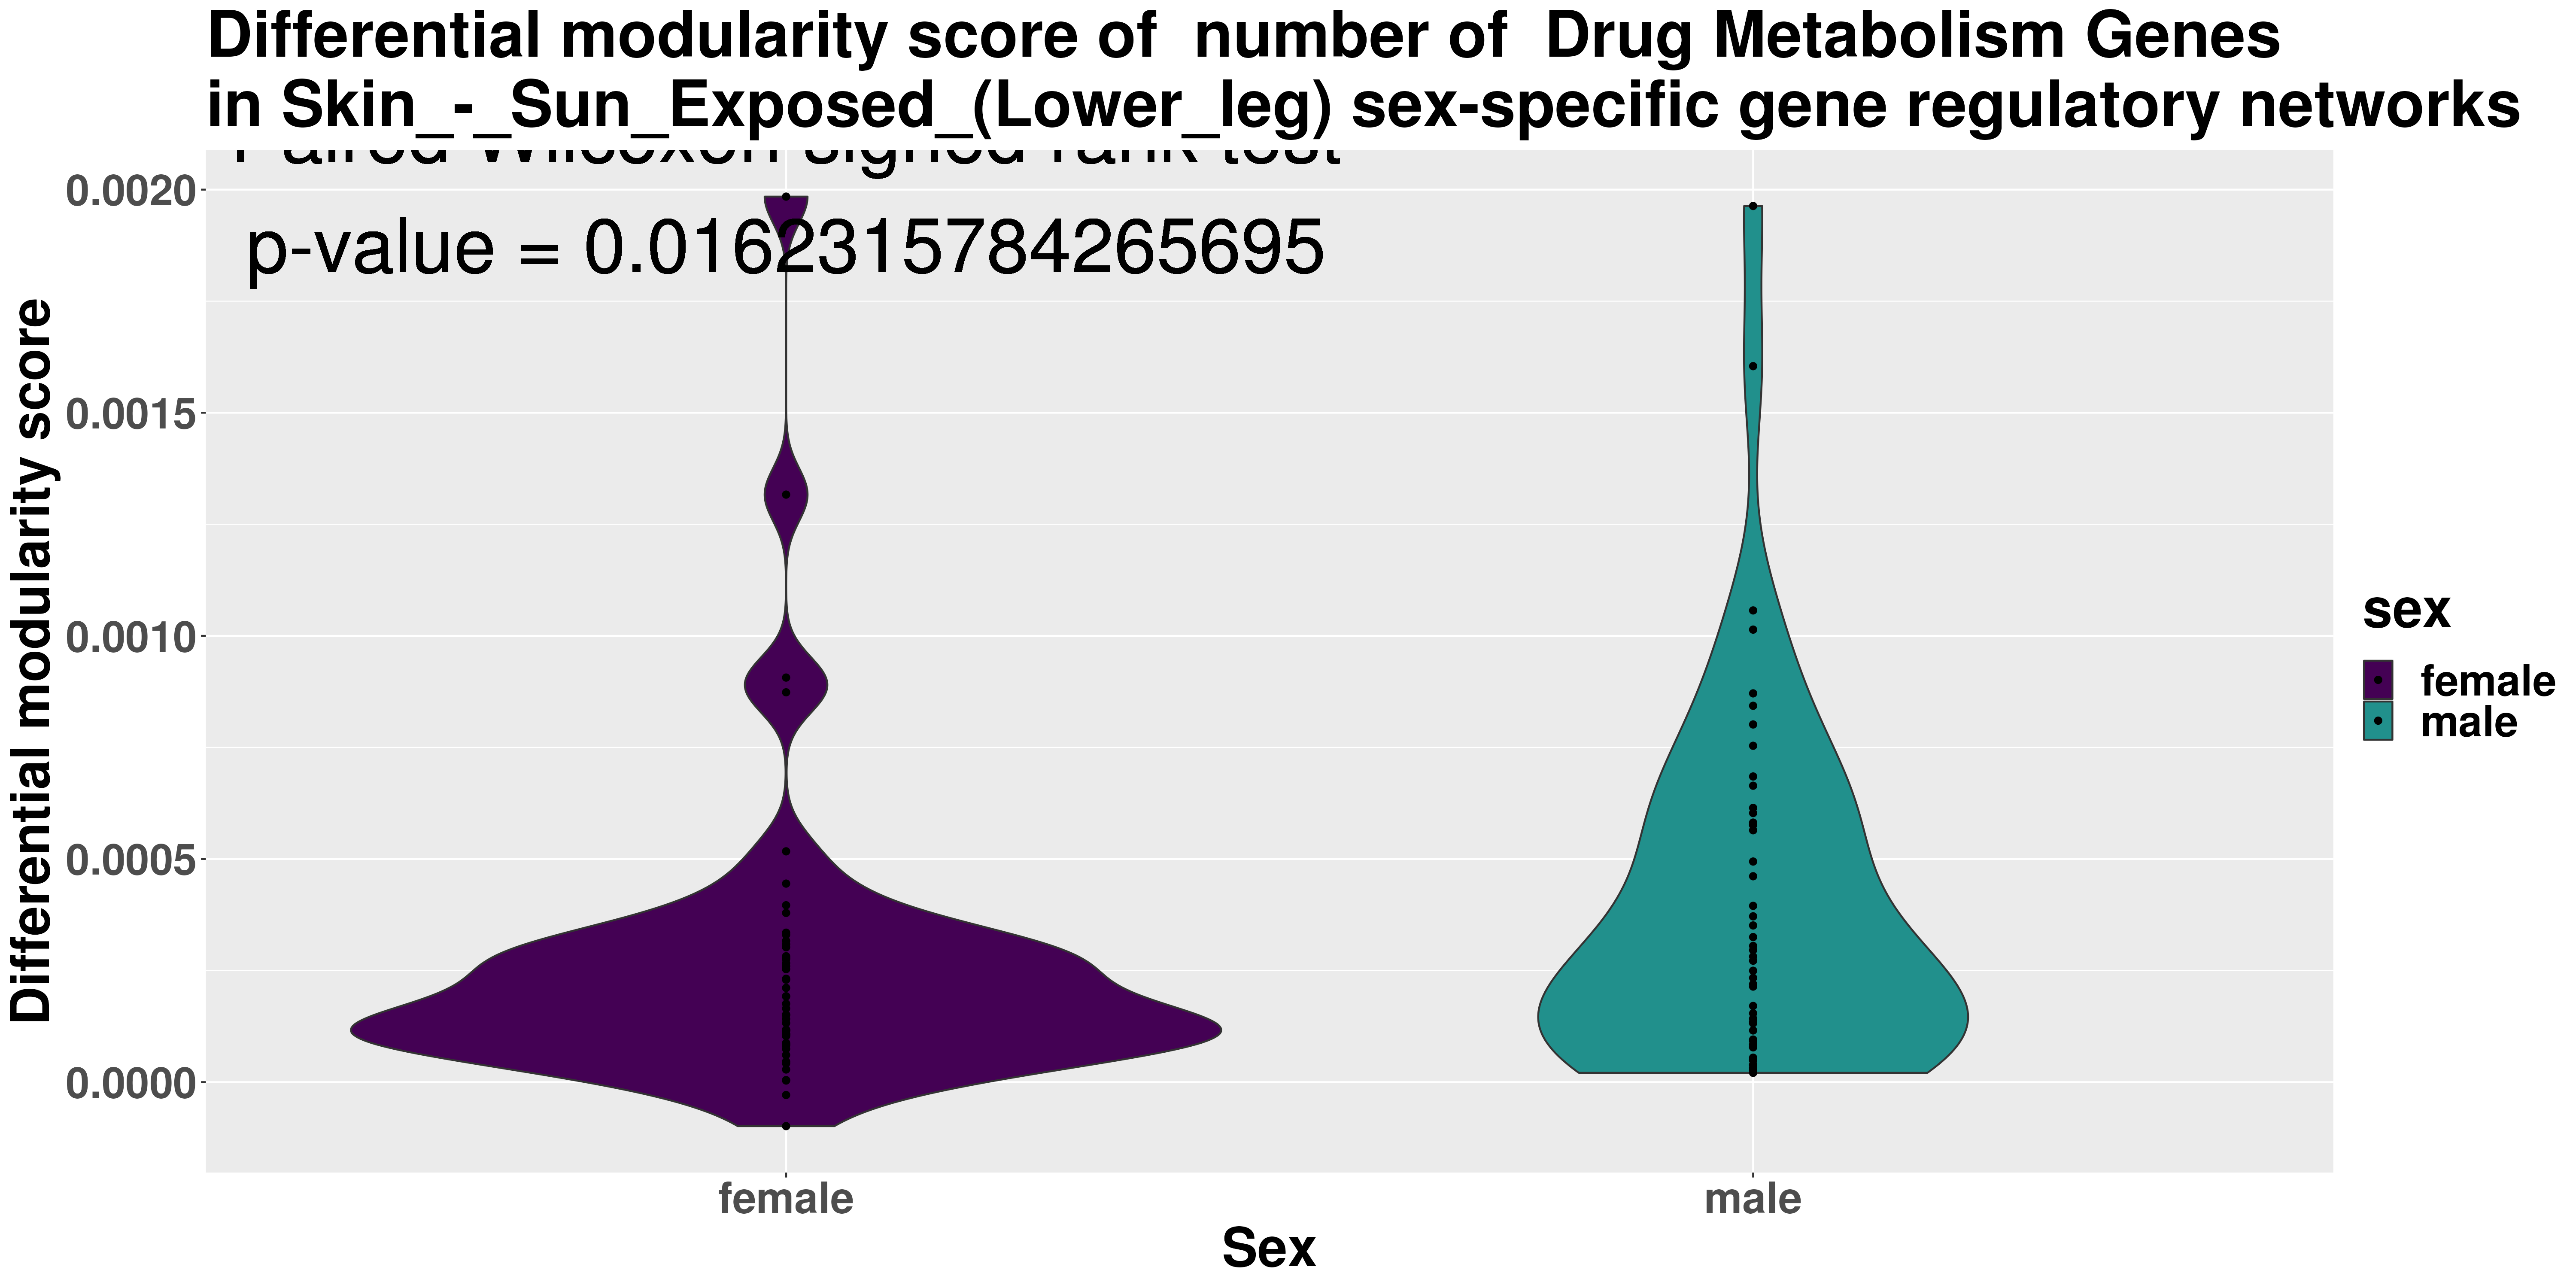 Differential modularity score of  number of  Drug Metabolism Genes
in Skin_-_Sun_Exposed_(Lower_leg) sex-specific gene regulatory networks
Paired Wilcoxon signed rank test
p-value = 0.0162315784265695
Differential modularity score
0.0020
0.0015
0.0010
0.0005
0.0000
female
male
Sex
sex
female
male